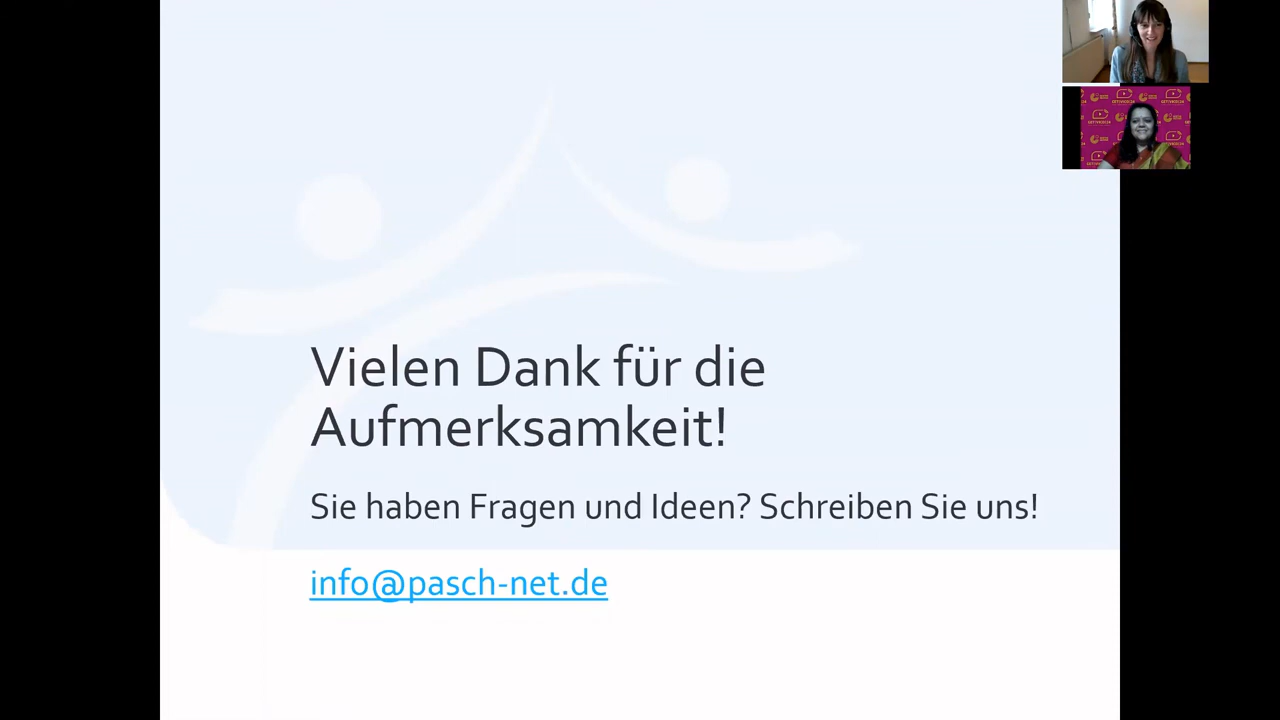 Vielen Dank für die
Aufmerksamkeit!
Sie haben Fragen und Ideen? Schreiben Sie uns!
info@pasch-net.de